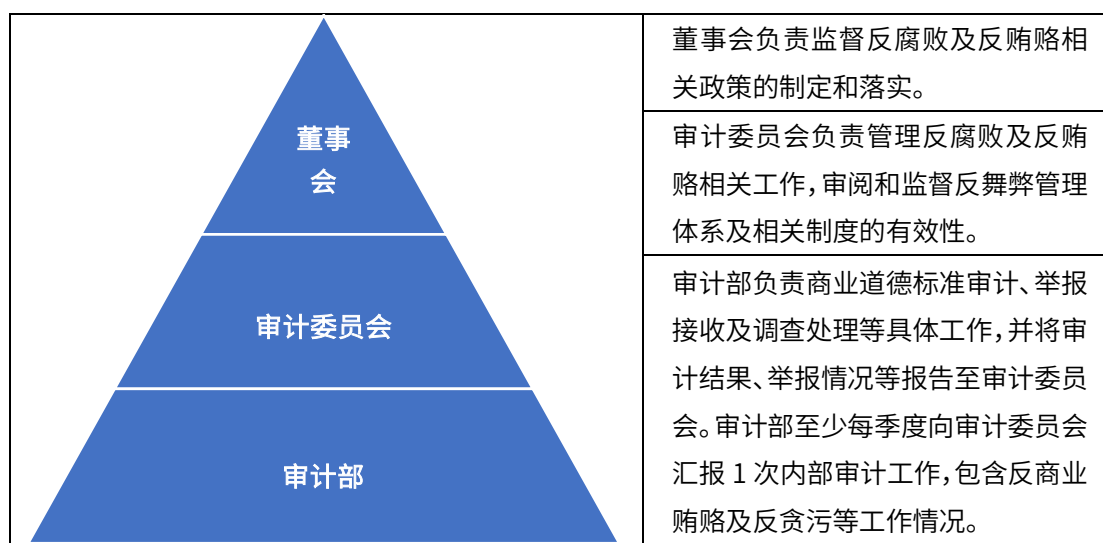 董事
会
审计委员会
审计部
董事会负责监督反腐败及反贿赂相
关政策的制定和落实。
审计委员会负责管理反腐败及反贿
赂相关工作，审阅和监督反舞弊管理
体系及相关制度的有效性。
审计部负责商业道德标准审计、举报
接收及调查处理等具体工作，并将审
计结果、举报情况等报告至审计委员
会。审计部至少每季度向审计委员会
汇报 1 次内部审计工作，包含反商业
贿赂及反贪污等工作情况。